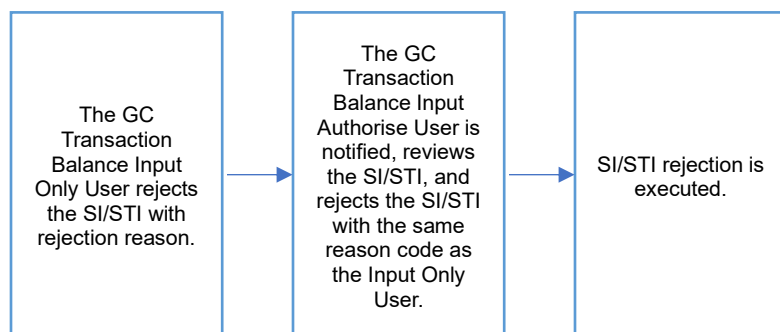 The GC
Transaction
Balance Input
Only User rejects
the SI/STI with
rejection reason.
The GC
Transaction
Balance Input
Authorise User is
notified, reviews
the SI/STI, and
rejects the SI/STI
with the same
reason code as
the Input Only
User.
SI/STI rejection is
executed.